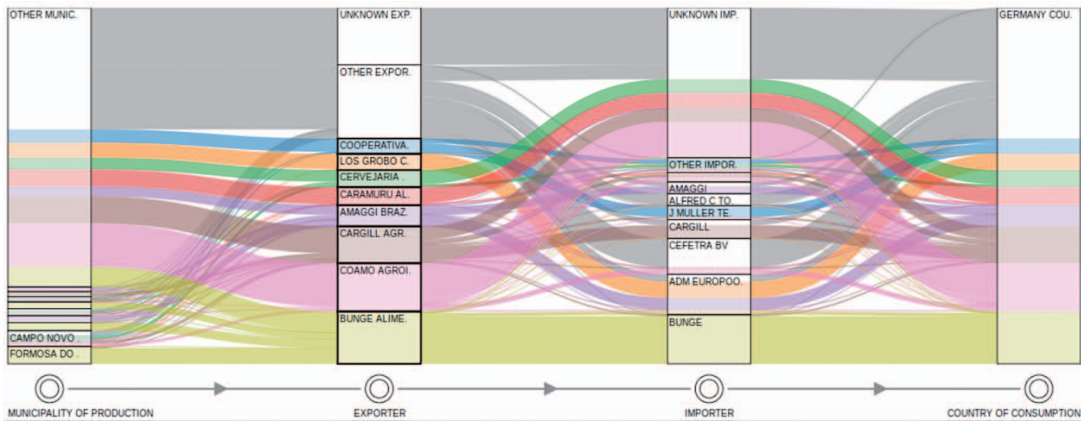 OTHER MUNIC.
CAMPO NOVO .
FORMOSA DO .
UNKNOWN EXP.
OTHER EXPOR.
COOPERATIVA.
LOS GROBO C.
CERVEJARIA .
CARAMURU AL.
AMAGGI BRAZ.
CARGILL AGR.
COAMO AGROI.
BUNGE ALIME.
UNKNOWN IMP.
OTHER IMPOR.
AMAGGI
ALFRED C TO.
J MULLER TE.
CARGILL
CEFETRA BV
ADM EUROPOO.
BUNGE
GERMANY COU.
MUNICIPALITY OF PRODUCTION
EXPORTER
IMPORTER
COUNTRY OF CONSUMPTION